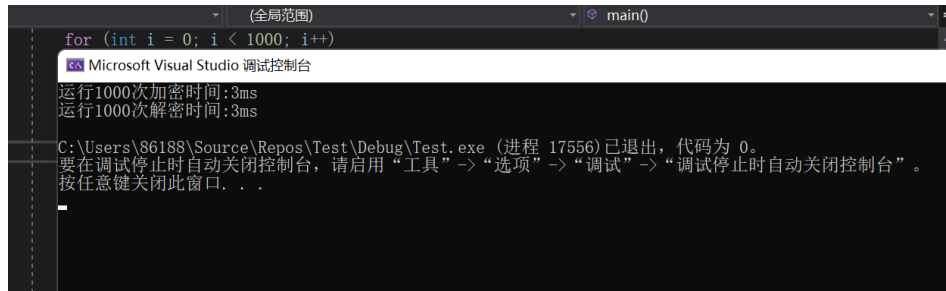 (全局范围) main()
for (int i = 0; i < 1000; i++)
Microsoft Visual Studio 调试控制台
运行1000次加密时间:3ms
运行1000次解密时间:3ms
C:\Users\86188\Source\Repos\Test\Debug\Test.exe (进程 17556)已退出，代码为 0。
要在调试停止时自动关闭控制台，请启用“工具”->“选项”->“调试”->“调试停止时自动关闭控制台”。
按任意键关闭此窗口. . .